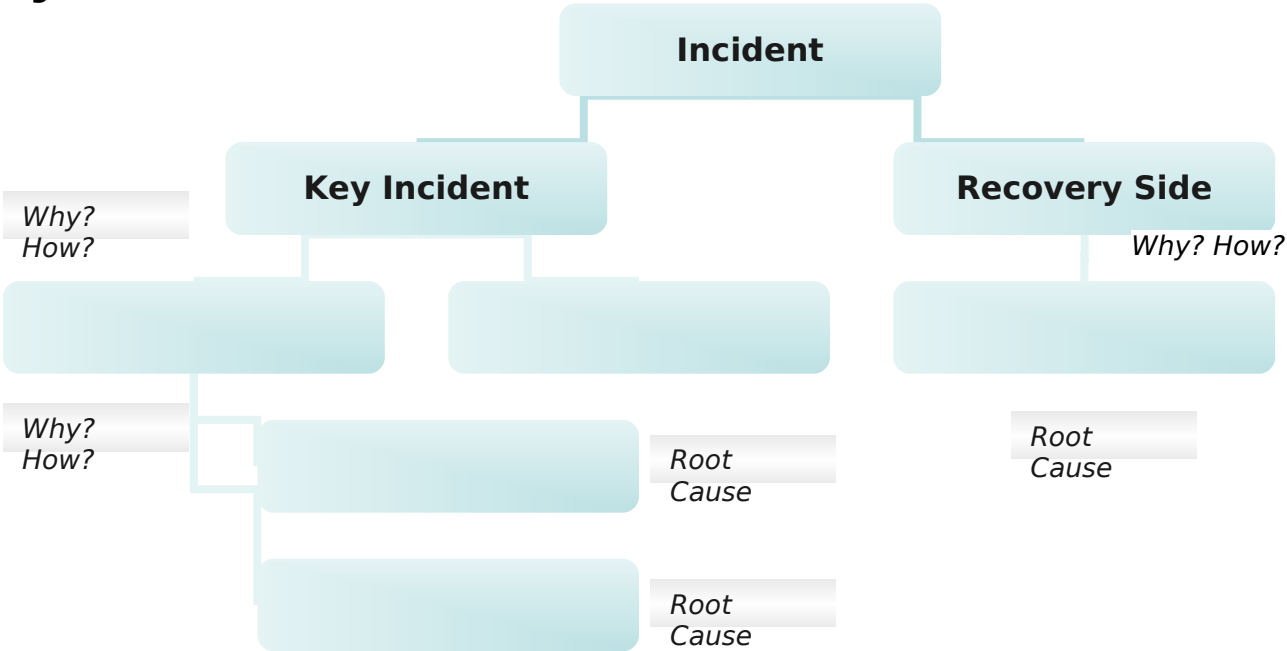 Incident
Key Incident
Recovery Side
Why?
How?
Why? How?
Why?
How?
Root
Cause
Root
Cause
Root
Cause